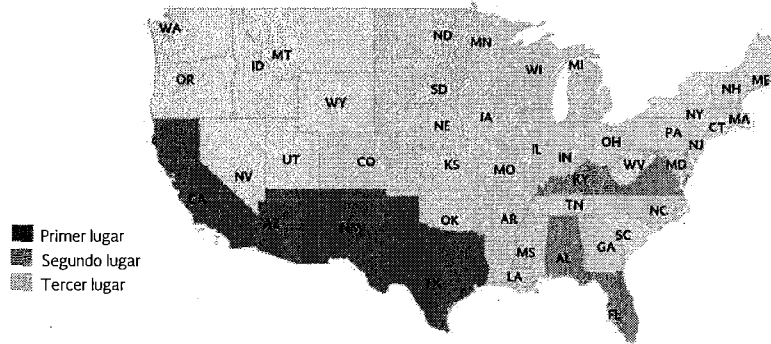 WA
MT
ND
MN
OR
ID
WI
MI
ME
SD
NH
WY
NE
IA
NY
MA
PA
CT
NV
UT
CO
KS
MO
IL
IN
OH
NJ
WV
MD
KY
CA
TN
NC
AZ
NM
OK
AR
SC
MS
AL
GA
LA
TX
FL
Primer lugar
Segundo lugar
Tercer lugar